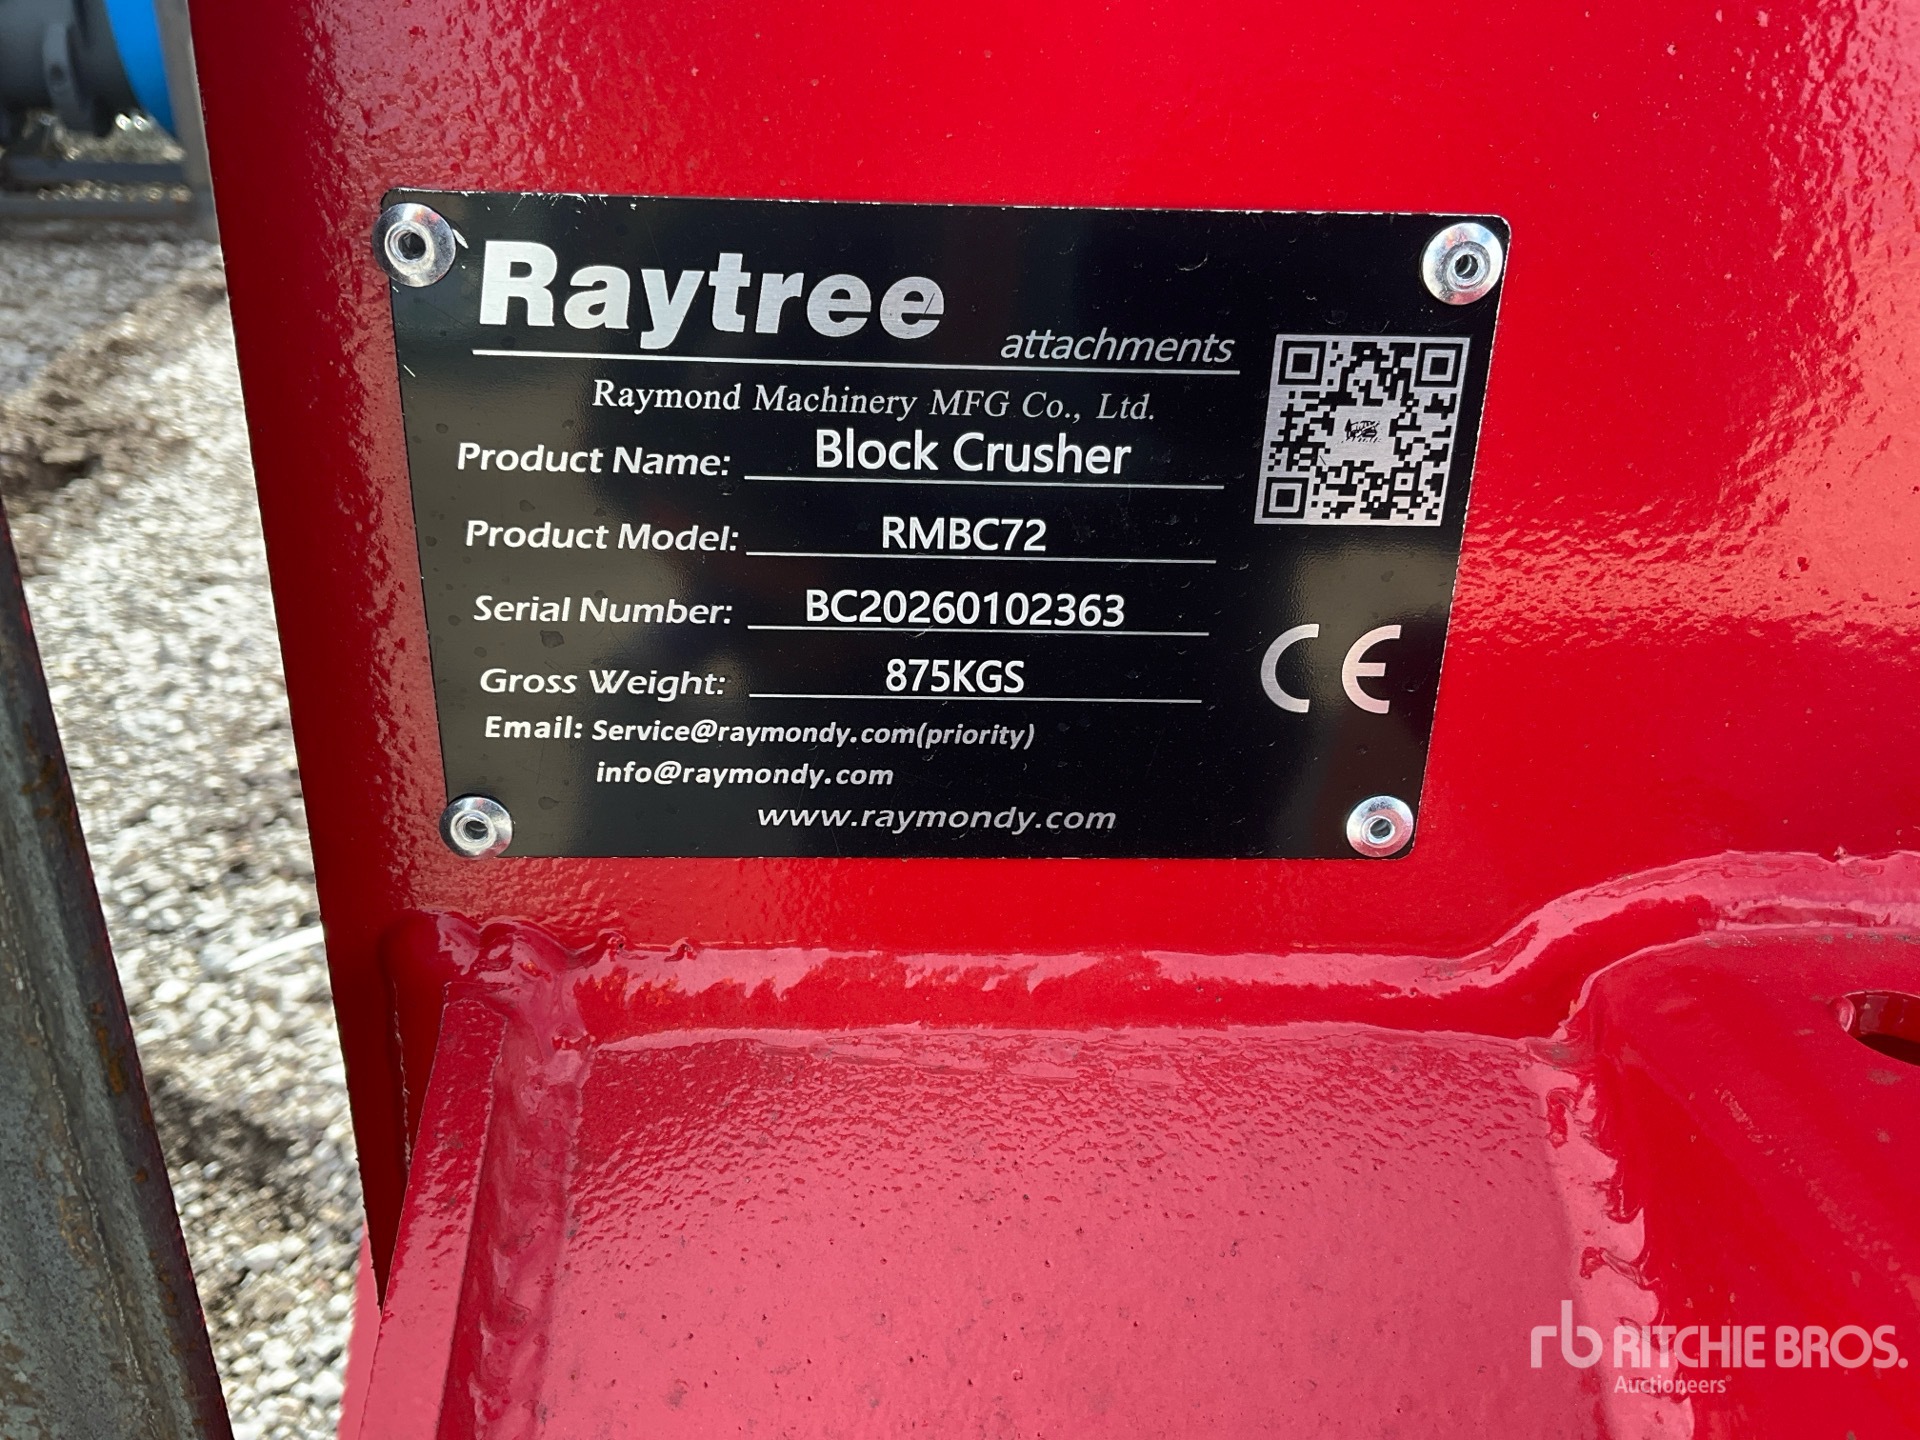 Raytree
attachments
Raymond Machinery MFG Co., Ltd.
Product Name: Block Crusher
Product Model: RMBC72
Serial Number: BC20260102363
Gross Weight: 875KGS
Email: Service@raymondy.com(priority)
info@raymondy.com
www.raymondy.com
CE
rb RITCHIE BROS.
Auctioneers